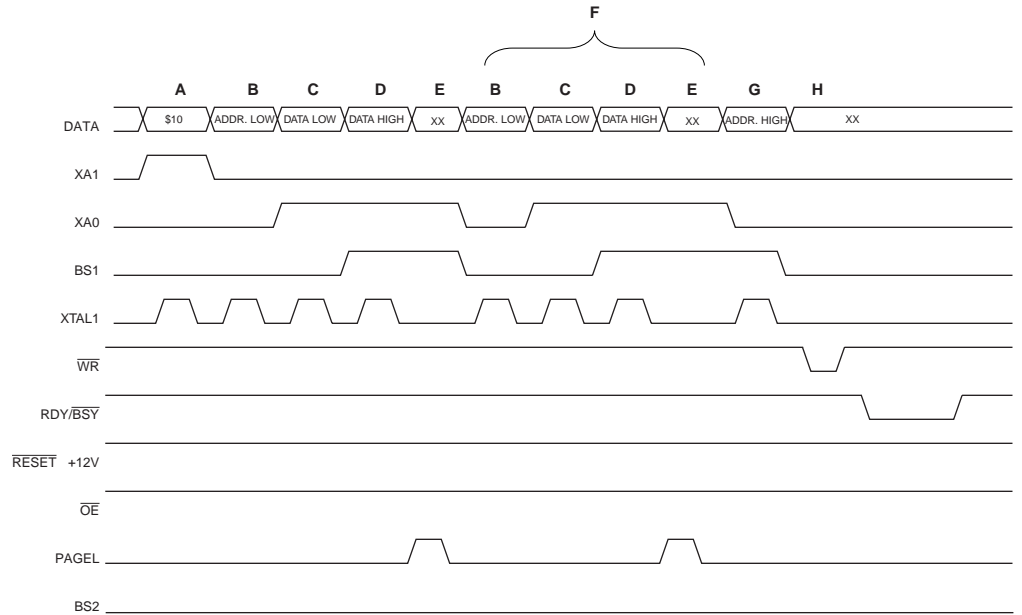 F
A B C D E B C D E G H
DATA $10 ADDR. LOW DATA LOW DATA HIGH XX ADDR. LOW DATA LOW DATA HIGH XX ADDR. HIGH XX
XA1
XA0
BS1
XTAL1
WR
RDY/BSY
RESET +12V
OE
PAGEL
BS2